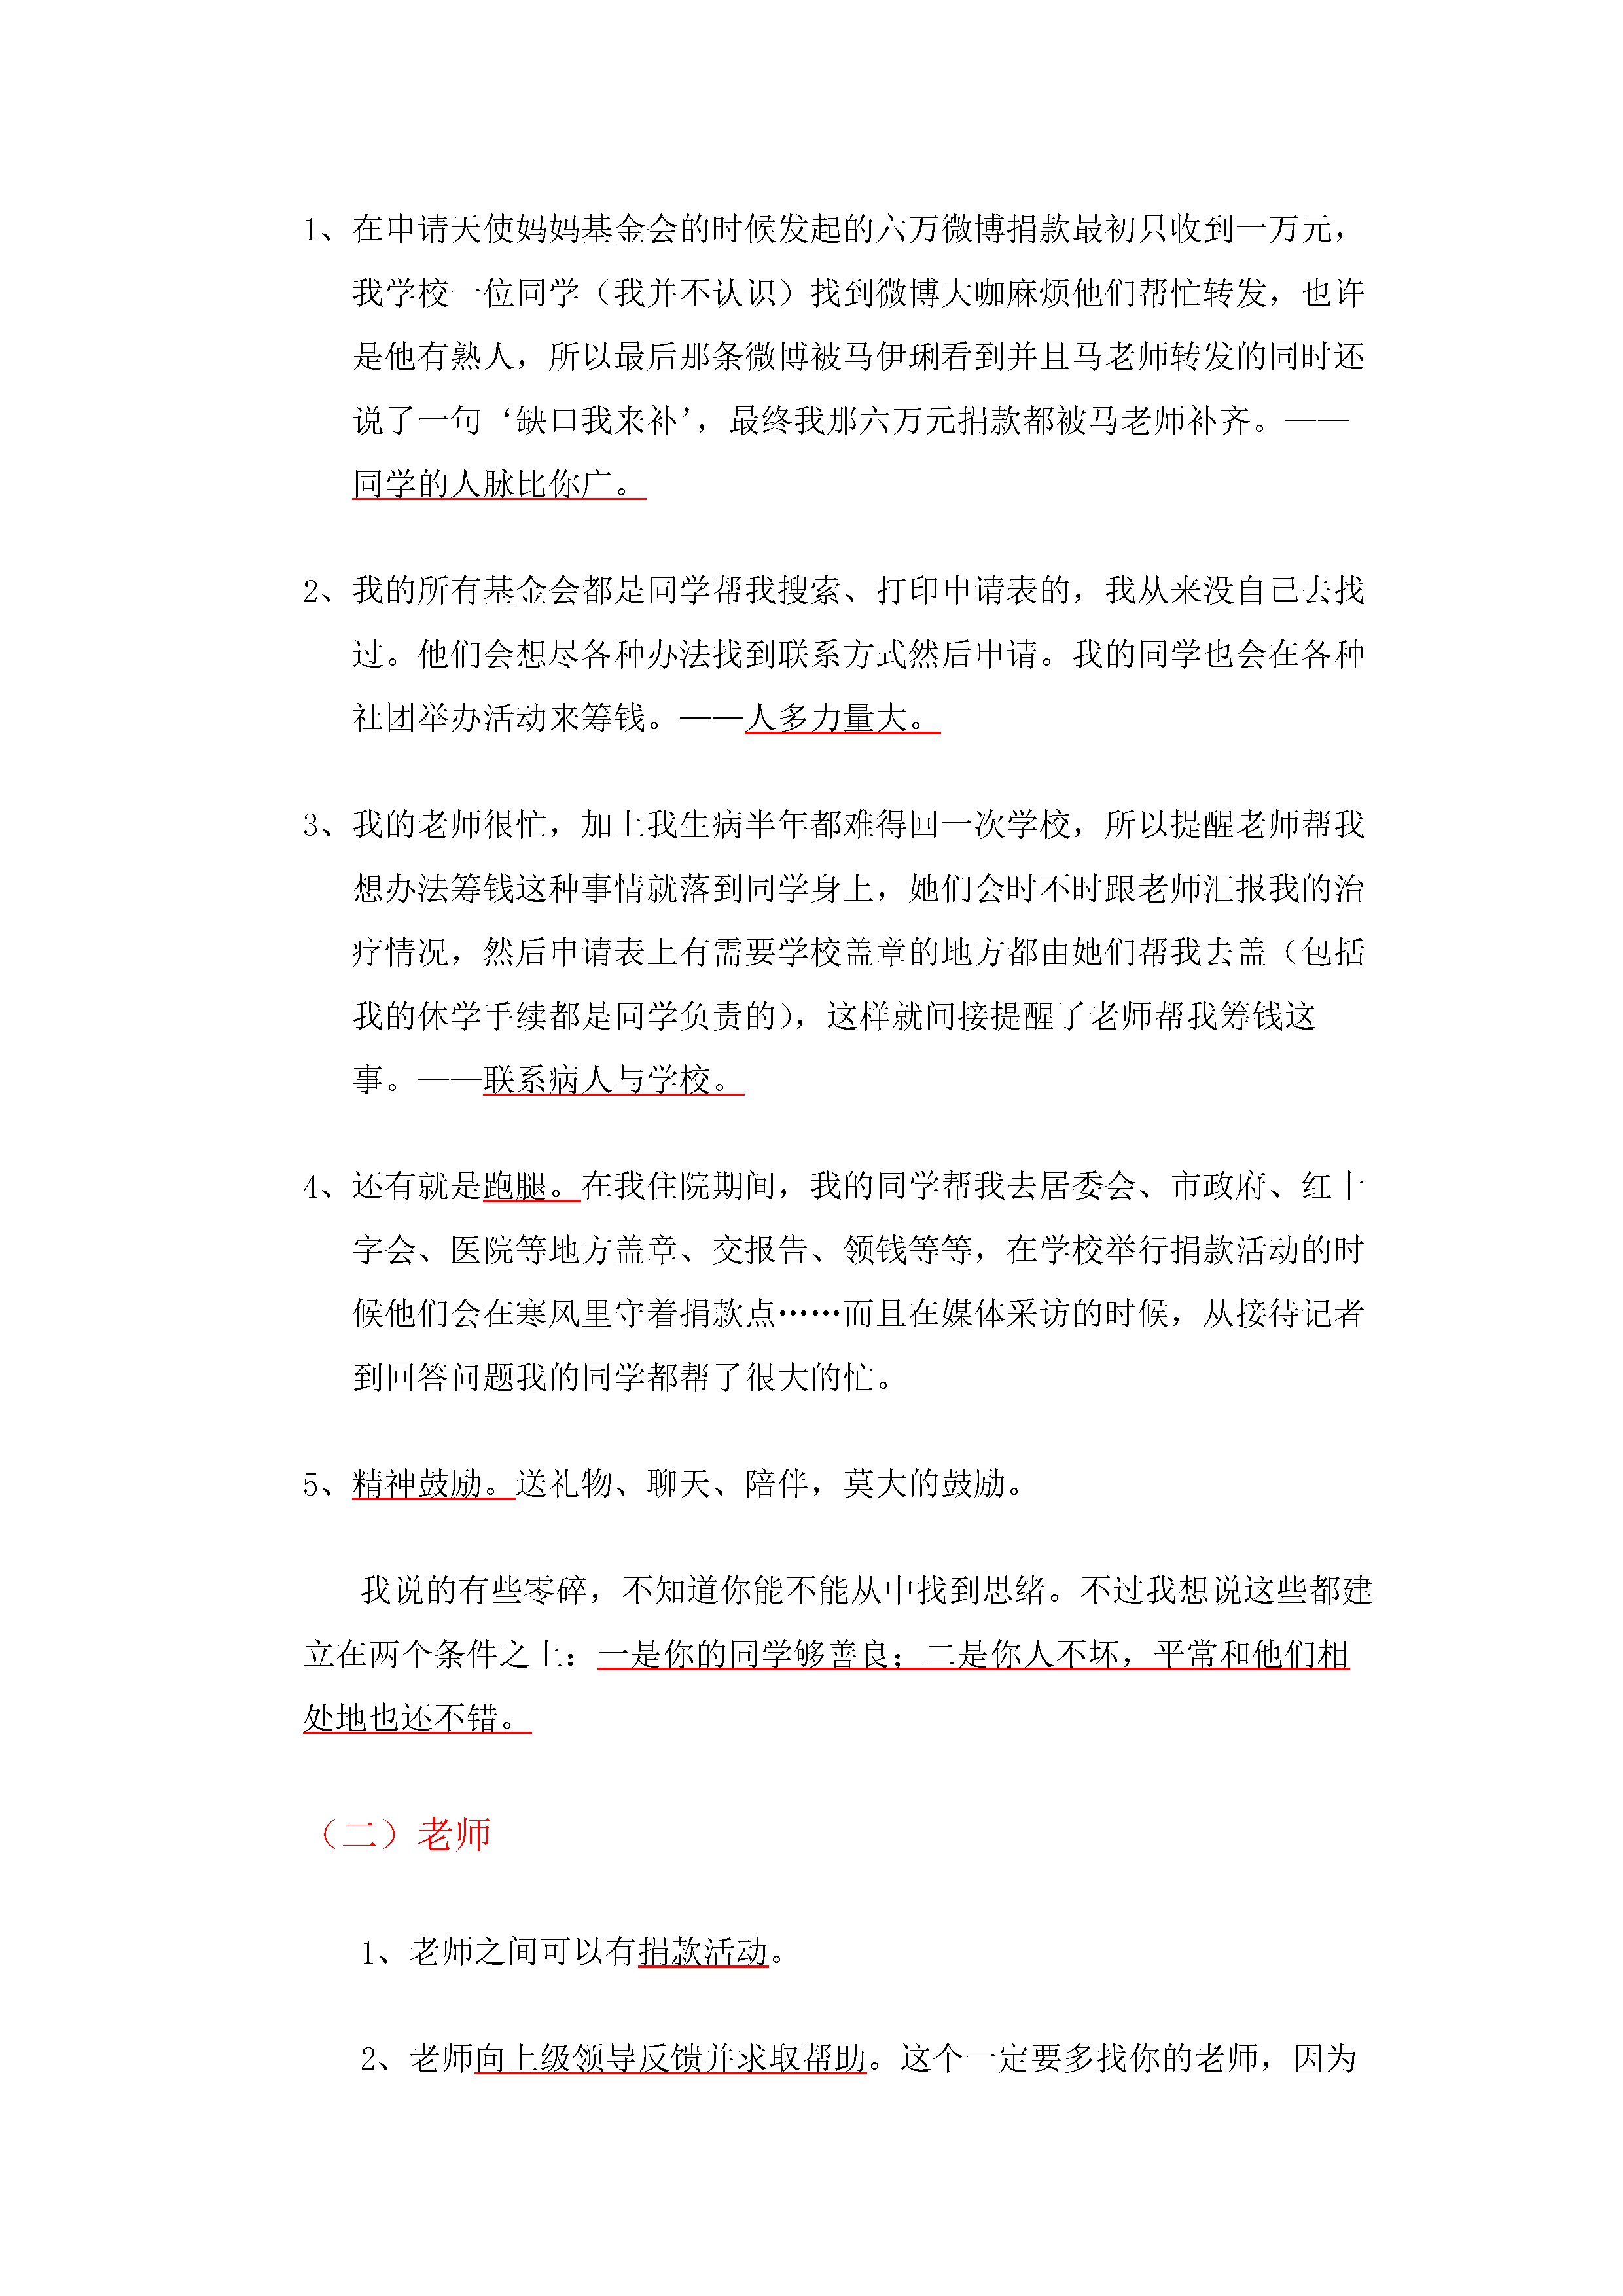 1、在申请天使妈妈基金会的时候发起的六万微博捐款最初只收到一万元，
我学校一位同学（我并不认识）找到微博大咖麻烦他们帮忙转发，也许
是他有熟人，所以最后那条微博被马伊琍看到并且马老师转发的同时还
说了一句‘缺口我来补’，最终我那六万元捐款都被马老师补齐。——
同学的人脉比你广。
2、我的所有基金会都是同学帮我搜索、打印申请表的，我从来没自己去找
过。他们会想尽各种办法找到联系方式然后申请。我的同学也会在各种
社团举办活动来筹钱。——人多力量大。
3、我的老师很忙，加上我生病半年都难得回一次学校，所以提醒老师帮我
想办法筹钱这种事情就落到同学身上，她们会时不时跟老师汇报我的治
疗情况，然后申请表上有需要学校盖章的地方都由她们帮我去盖（包括
我的休学手续都是同学负责的），这样就间接提醒了老师帮我筹钱这
事。——联系病人与学校。
4、还有就是跑腿。在我住院期间，我的同学帮我去居委会、市政府、红十
字会、医院等地方盖章、交报告、领钱等等，在学校举行捐款活动的时
候他们会在寒风里守着捐款点……而且在媒体采访的时候，从接待记者
到回答问题我的同学都帮了很大的忙。
5、精神鼓励。送礼物、聊天、陪伴，莫大的鼓励。
我说的有些零碎，不知道你能不能从中找到思绪。不过我想说这些都建
立在两个条件之上：一是你的同学够善良；二是你人不坏，平常和他们相
处地也还不错。
（二）老师
1、老师之间可以有捐款活动。
2、老师向上级领导反馈并求取帮助。这个一定要多找你的老师，因为